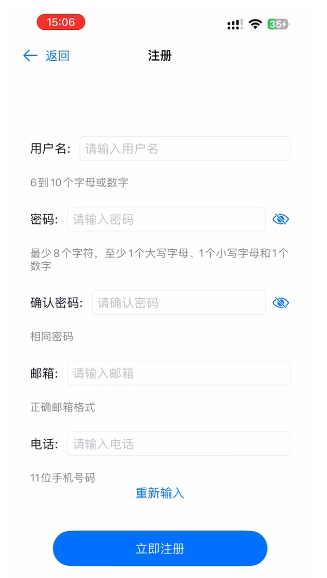 15:06
35
返回
注册
用户名:
请输入用户名
6到10个字母或数字
密码:
请输入密码
最少8个字符，至少1个大写字母、1个小写字母和1个
数字
确认密码:
请确认密码
相同密码
邮箱:
请输入邮箱
正确邮箱格式
电话:
请输入电话
11位手机号码
重新输入
立即注册